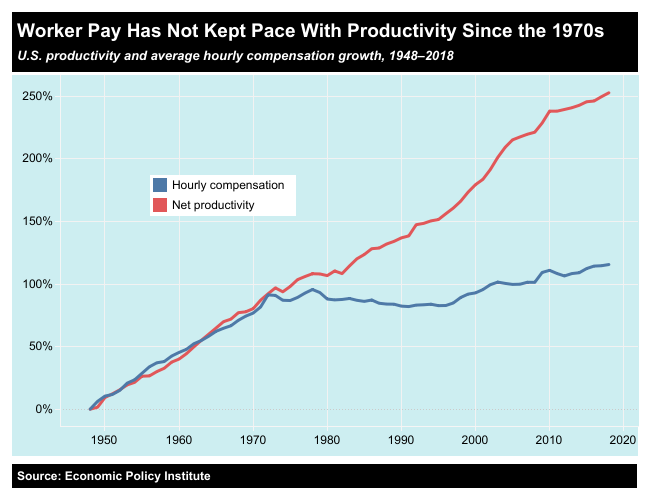 Worker Pay Has Not Kept Pace With Productivity Since the 1970s
U.S. productivity and average hourly compensation growth, 1948–2018
250%
200%
150%
100%
50%
0%
Hourly compensation
Net productivity
1950 1960 1970 1980 1990 2000 2010 2020
Source: Economic Policy Institute